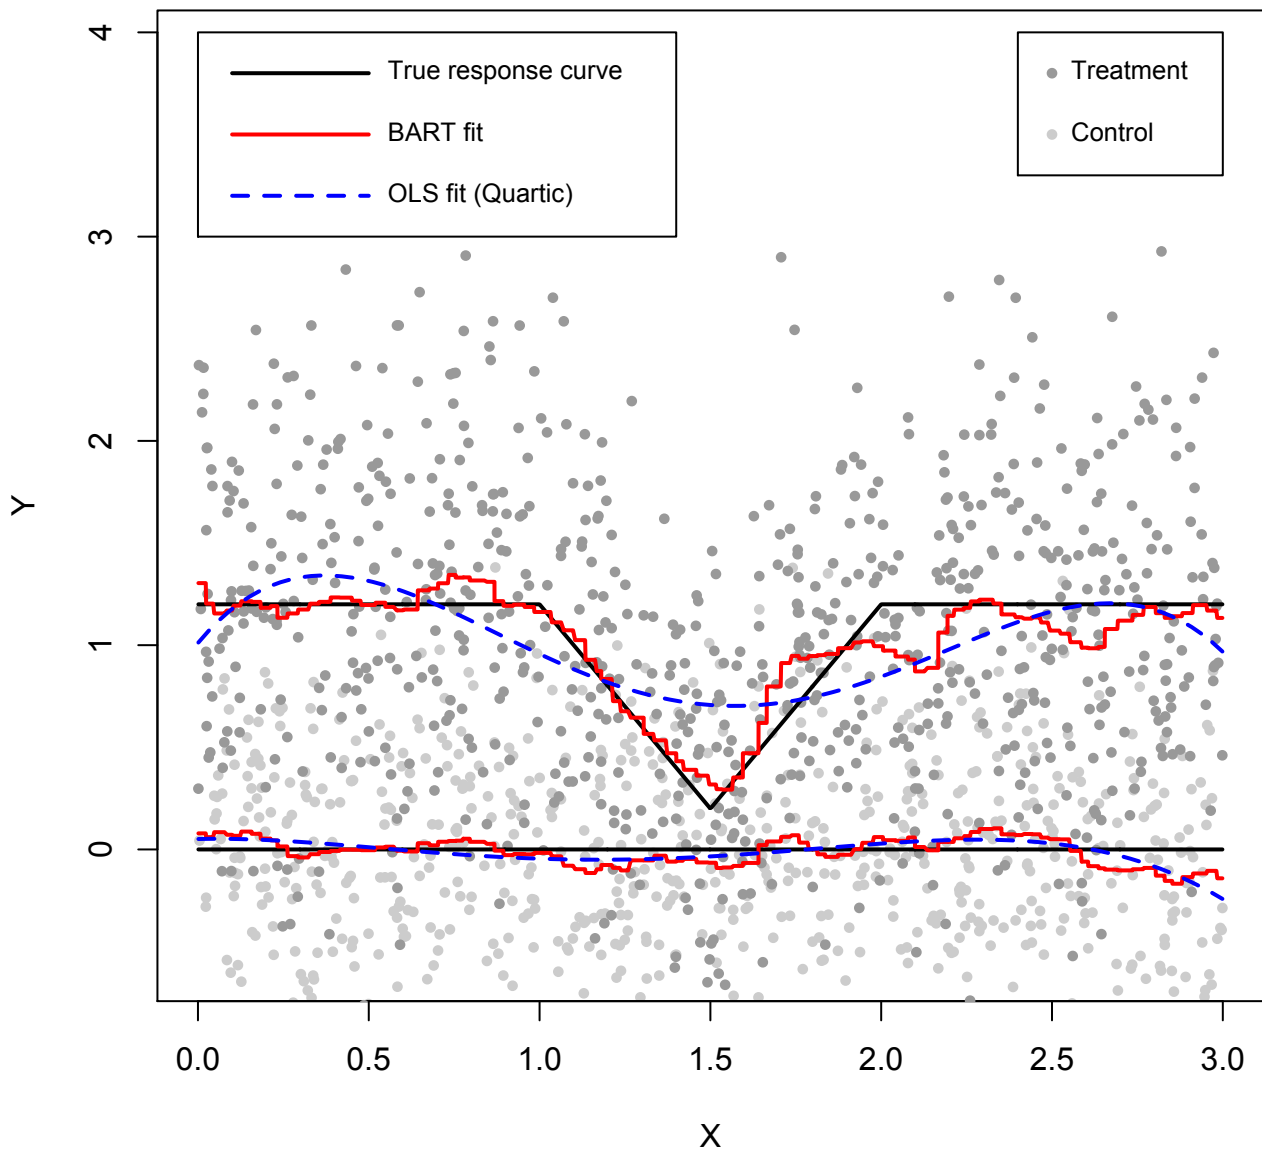 4
3
2
1
0
Y
True response curve
BART fit
OLS fit (Quartic)
Treatment
Control
0.0 0.5 1.0 1.5 2.0 2.5 3.0
X